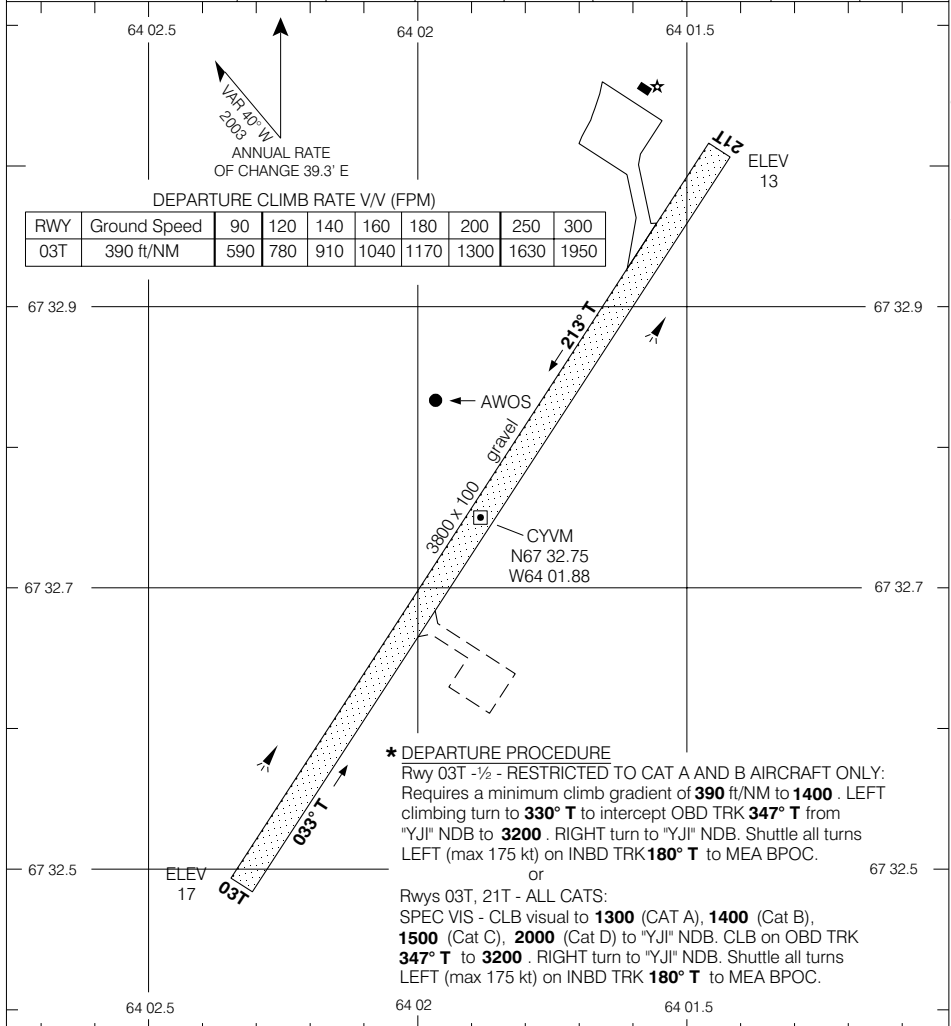 64 02.5
64 02
64 01.5
VAR 40° W
2003
ANNUAL RATE
OF CHANGE 39.3' E
21T
ELEV
13
DEPARTURE CLIMB RATE V/V (FPM)
RWY Ground Speed 90 120 140 160 180 200 250 300
03T 390 ft/NM 590 780 910 1040 1170 1300 1630 1950
67 32.9
67 32.9
213° T
AWOS
gravel
3800 x 100
CYVM
N67 32.75
W64 01.88
67 32.7
67 32.7
033° T
* DEPARTURE PROCEDURE
Rwy 03T -½ - RESTRICTED TO CAT A AND B AIRCRAFT ONLY:
Requires a minimum climb gradient of 390 ft/NM to 1400 . LEFT
climbing turn to 330° T to intercept OBD TRK 347° T from
"YJI" NDB to 3200 . RIGHT turn to "YJI" NDB. Shuttle all turns
LEFT (max 175 kt) on INBD TRK 180° T to MEA BPOC.
or
Rwys 03T, 21T - ALL CATS:
SPEC VIS - CLB visual to 1300 (CAT A), 1400 (Cat B),
1500 (Cat C), 2000 (Cat D) to "YJI" NDB. CLB on OBD TRK
347° T to 3200 . RIGHT turn to "YJI" NDB. Shuttle all turns
LEFT (max 175 kt) on INBD TRK 180° T to MEA BPOC.
67 32.5
67 32.5
ELEV
17
03T
64 02.5
64 02
64 01.5